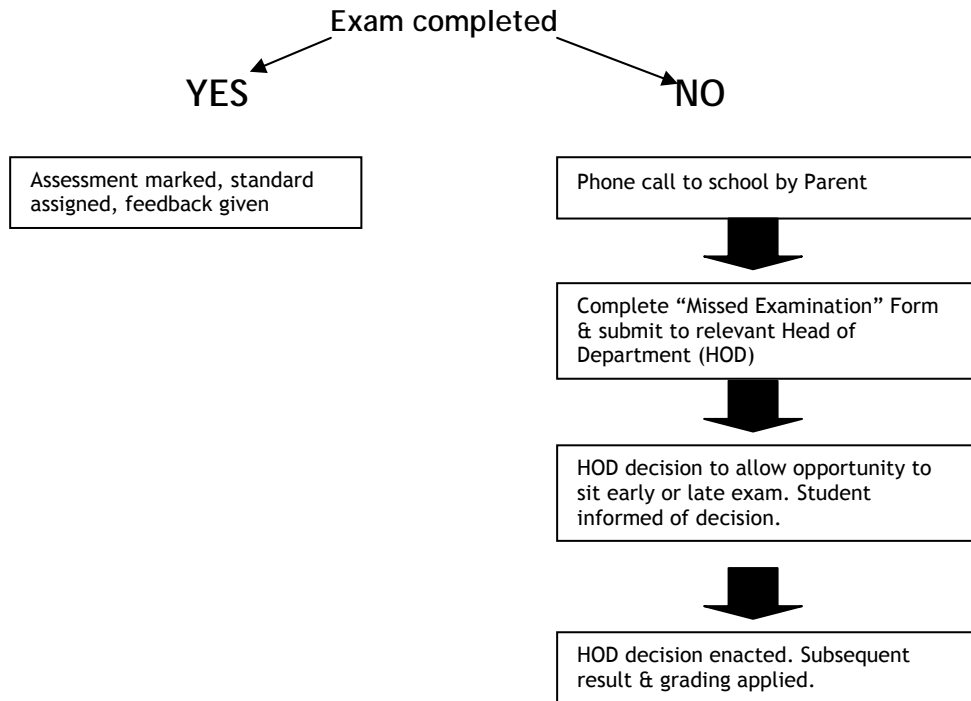 Exam completed
YES
NO
Assessment marked, standard
assigned, feedback given
Phone call to school by Parent
Complete “Missed Examination” Form
& submit to relevant Head of
Department (HOD)
HOD decision to allow opportunity to
sit early or late exam. Student
informed of decision.
HOD decision enacted. Subsequent
result & grading applied.